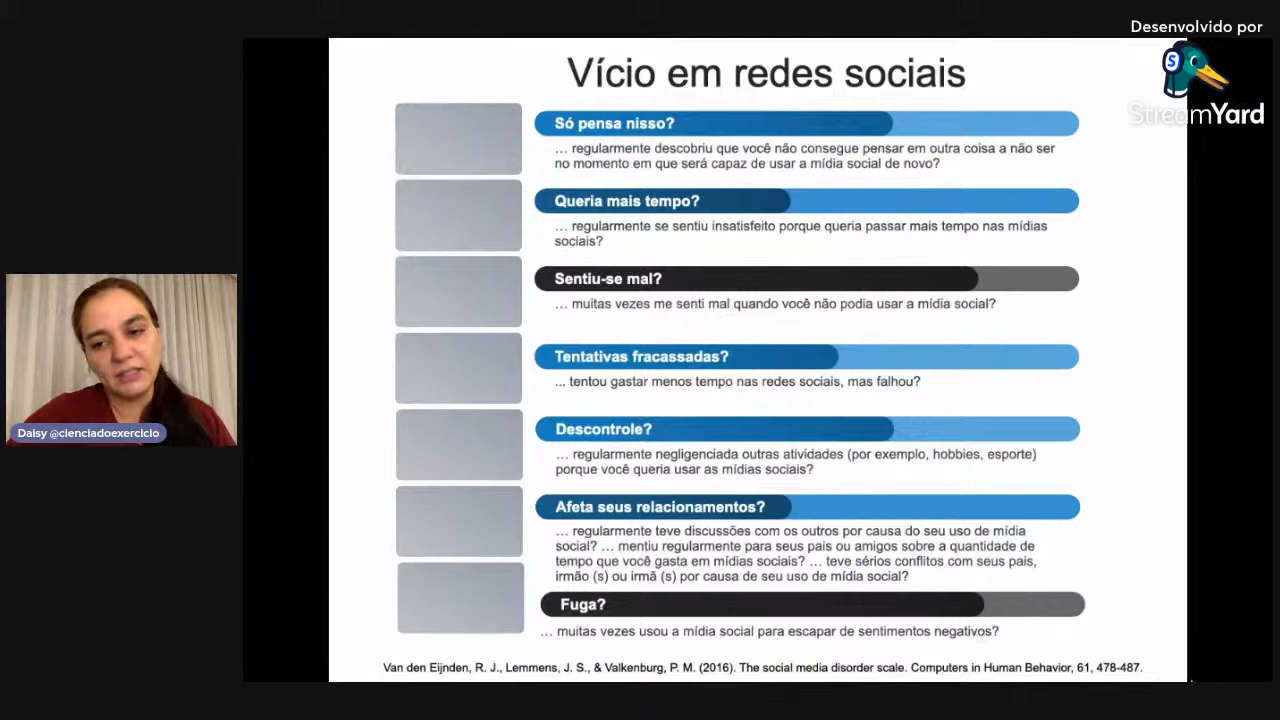 Desenvolvido por
StreamYard
Vício em redes sociais
Só pensa nisso?
… regularmente descobriu que você não consegue pensar em outra coisa a não ser
no momento em que será capaz de usar a mídia social de novo?
Queria mais tempo?
… regularmente se sentiu insatisfeito porque queria passar mais tempo nas mídias
sociais?
Sentiu-se mal?
… muitas vezes me senti mal quando você não podia usar a mídia social?
Tentativas fracassadas?
... tentou gastar menos tempo nas redes sociais, mas falhou?
Descontrole?
… regularmente negligenciada outras atividades (por exemplo, hobbies, esporte)
porque você queria usar as mídias sociais?
Afeta seus relacionamentos?
… regularmente teve discussões com os outros por causa do seu uso de mídia
social? … mentiu regularmente para seus pais ou amigos sobre a quantidade de
tempo que você gasta em mídias sociais? … teve sérios conflitos com seus pais,
irmão (s) ou irmã (s) por causa de seu uso de mídia social?
Fuga?
… muitas vezes usou a mídia social para escapar de sentimentos negativos?
Van den Eijnden, R. J., Lemmens, J. S., & Valkenburg, P. M. (2016). The social media disorder scale. Computers in Human Behavior, 61, 478-487.
Daisy @cienciadoexercicio